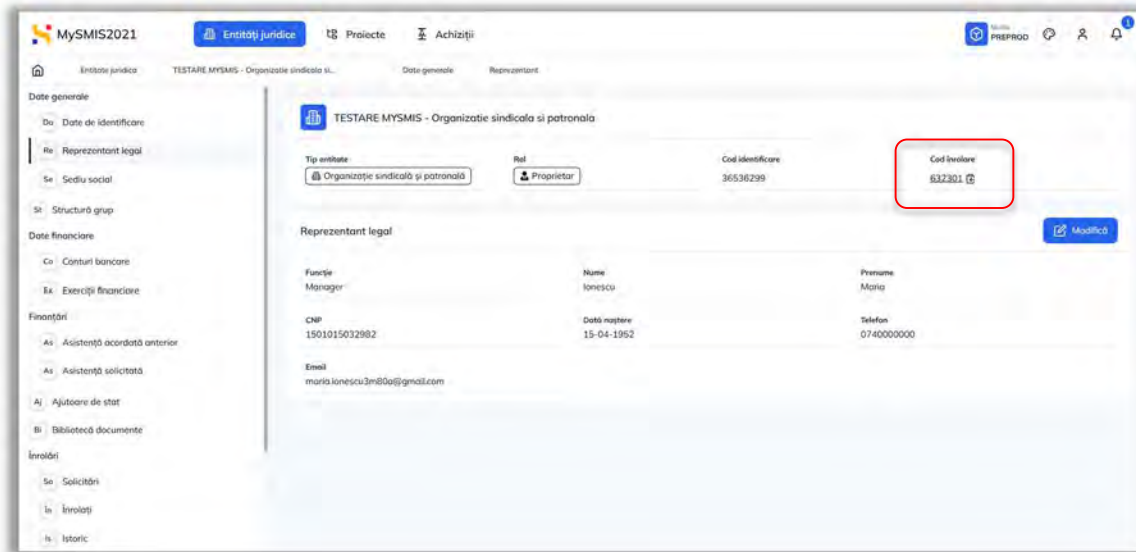 MySMIS2021
Entități juridice
Proiecte
Achiziții
PREPROD
1
Entitate juridica
TESTARE MYSMIS - Organizatie sindicala si...
Date generale
Reprezentant
Date generale
Da Date de identificare
Re Reprezentant legal
Se Sediu social
St Structură grup
Date financiare
Co Conturi bancare
Ex Exerciții financiare
Finanțări
As Asistență acordată anterior
As Asistență solicitată
Aj Ajutoare de stat
Bi Bibliotecă documente
Înrolări
So Solicitări
În Înrolați
Is Istoric
TESTARE MYSMIS - Organizatie sindicala si patronala
Tip entitate
Rol
Cod identificare
Cod înrolare
Organizație sindicală și patronală
Proprietar
36536299
632301
Reprezentant legal
Modifică
Funcție
Nume
Prenume
Manager
Ionescu
Maria
CNP
Dată naștere
Telefon
1501015032982
15-04-1952
0740000000
Email
maria.ionescu3m80a@gmail.com